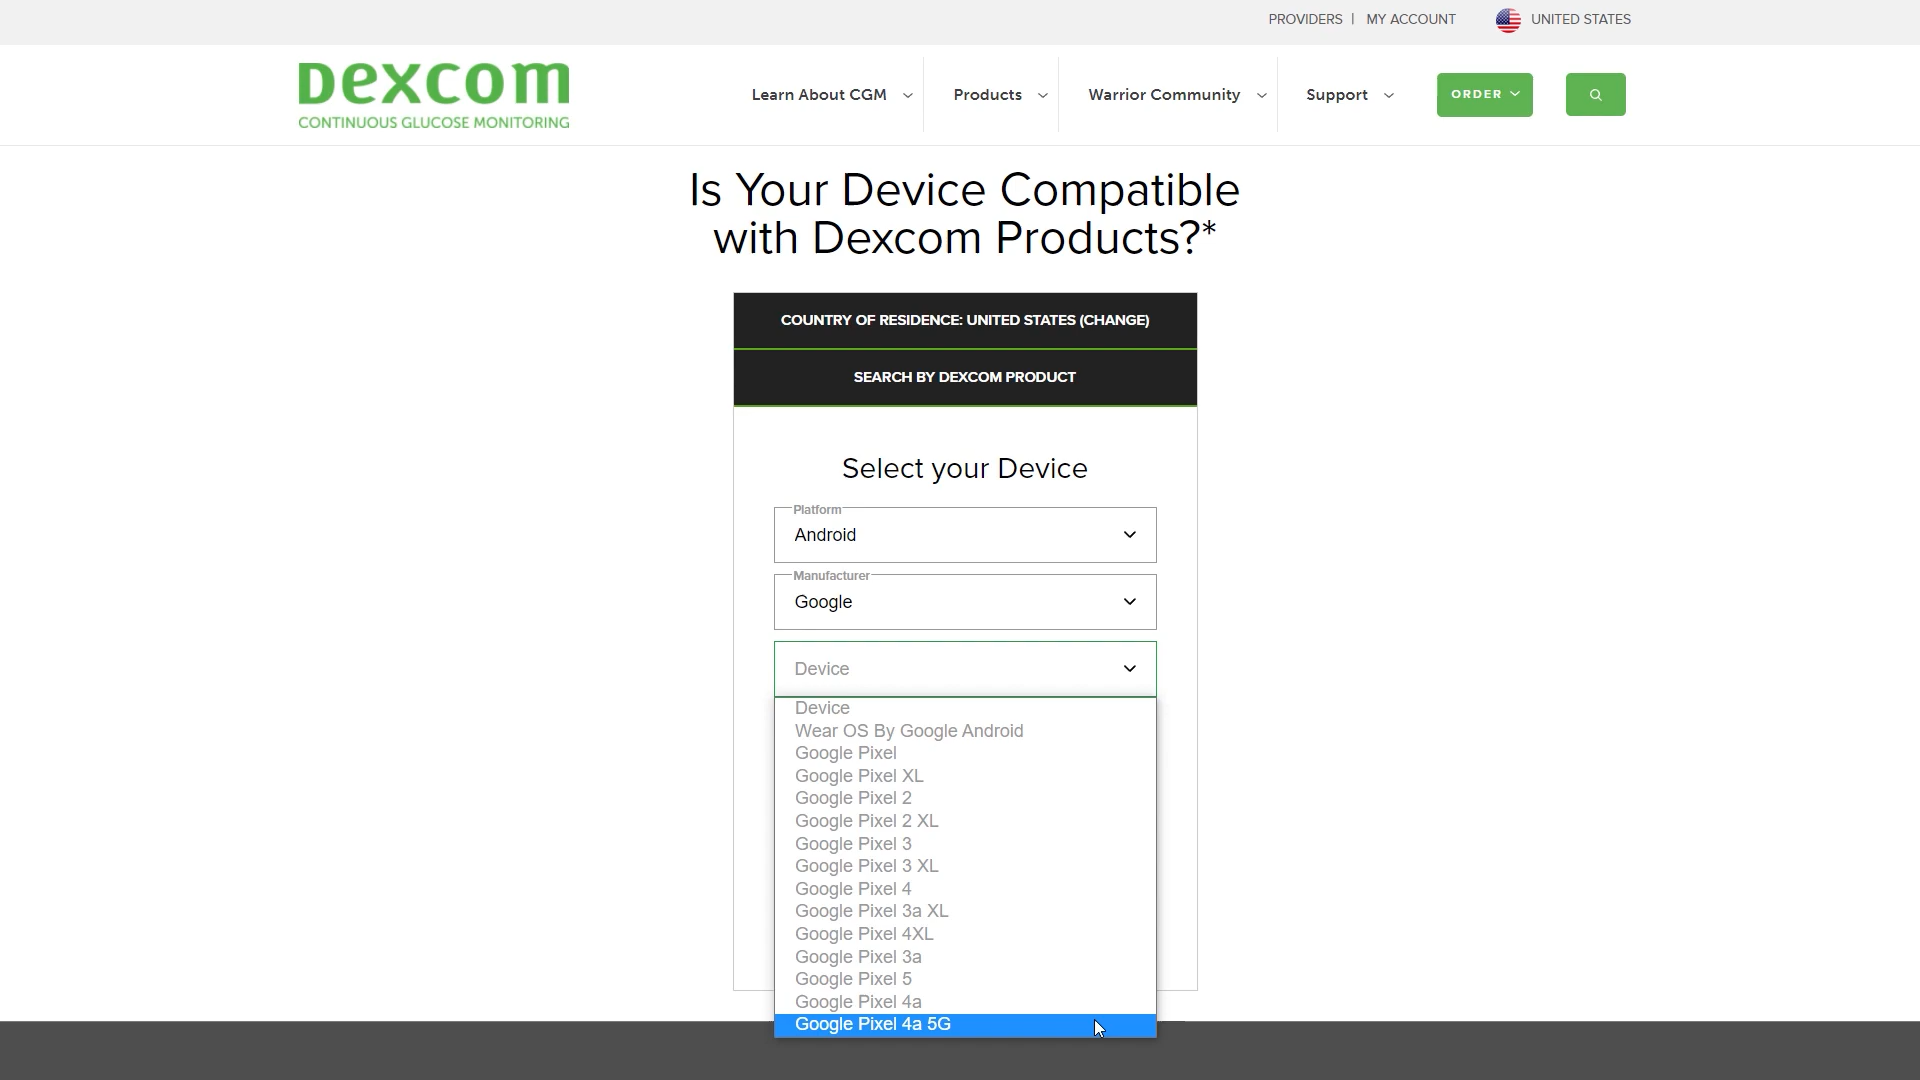 PROVIDERS | MY ACCOUNT UNITED STATES
Dexcom
CONTINUOUS GLUCOSE MONITORING
Learn About CGM Products Warrior Community Support ORDER
Is Your Device Compatible
with Dexcom Products?*
COUNTRY OF RESIDENCE: UNITED STATES (CHANGE)
SEARCH BY DEXCOM PRODUCT
Select your Device
Platform
Android
Manufacturer
Google
Device
Device
Wear OS By Google Android
Google Pixel
Google Pixel XL
Google Pixel 2
Google Pixel 2 XL
Google Pixel 3
Google Pixel 3 XL
Google Pixel 4
Google Pixel 3a XL
Google Pixel 4XL
Google Pixel 3a
Google Pixel 5
Google Pixel 4a
Google Pixel 4a 5G